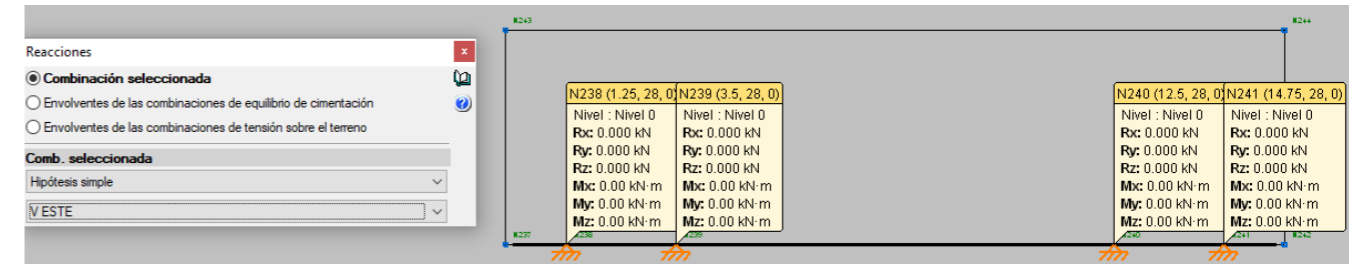 N243
N244
Reacciones
x
Combinación seleccionada
Envolventes de las combinaciones de equilibrio de cimentación
Envolventes de las combinaciones de tensión sobre el terreno
Comb. seleccionada
Hipótesis simple
V ESTE
N238 (1.25, 28, 0)
Nivel : Nivel 0
Rx: 0.000 kN
Ry: 0.000 kN
Rz: 0.000 kN
Mx: 0.00 kN·m
My: 0.00 kN·m
Mz: 0.00 kN·m
N239 (3.5, 28, 0)
Nivel : Nivel 0
Rx: 0.000 kN
Ry: 0.000 kN
Rz: 0.000 kN
Mx: 0.00 kN·m
My: 0.00 kN·m
Mz: 0.00 kN·m
N240 (12.5, 28, 0)
Nivel : Nivel 0
Rx: 0.000 kN
Ry: 0.000 kN
Rz: 0.000 kN
Mx: 0.00 kN·m
My: 0.00 kN·m
Mz: 0.00 kN·m
N241 (14.75, 28, 0)
Nivel : Nivel 0
Rx: 0.000 kN
Ry: 0.000 kN
Rz: 0.000 kN
Mx: 0.00 kN·m
My: 0.00 kN·m
Mz: 0.00 kN·m
N237
N242